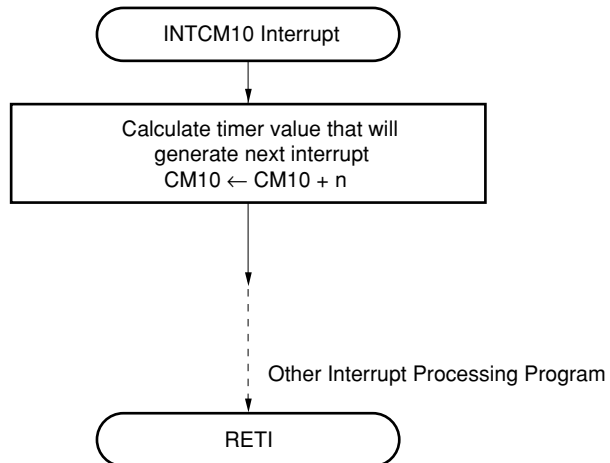 INTCM10 Interrupt
Calculate timer value that will
generate next interrupt
CM10 ← CM10 + n
Other Interrupt Processing Program
RETI